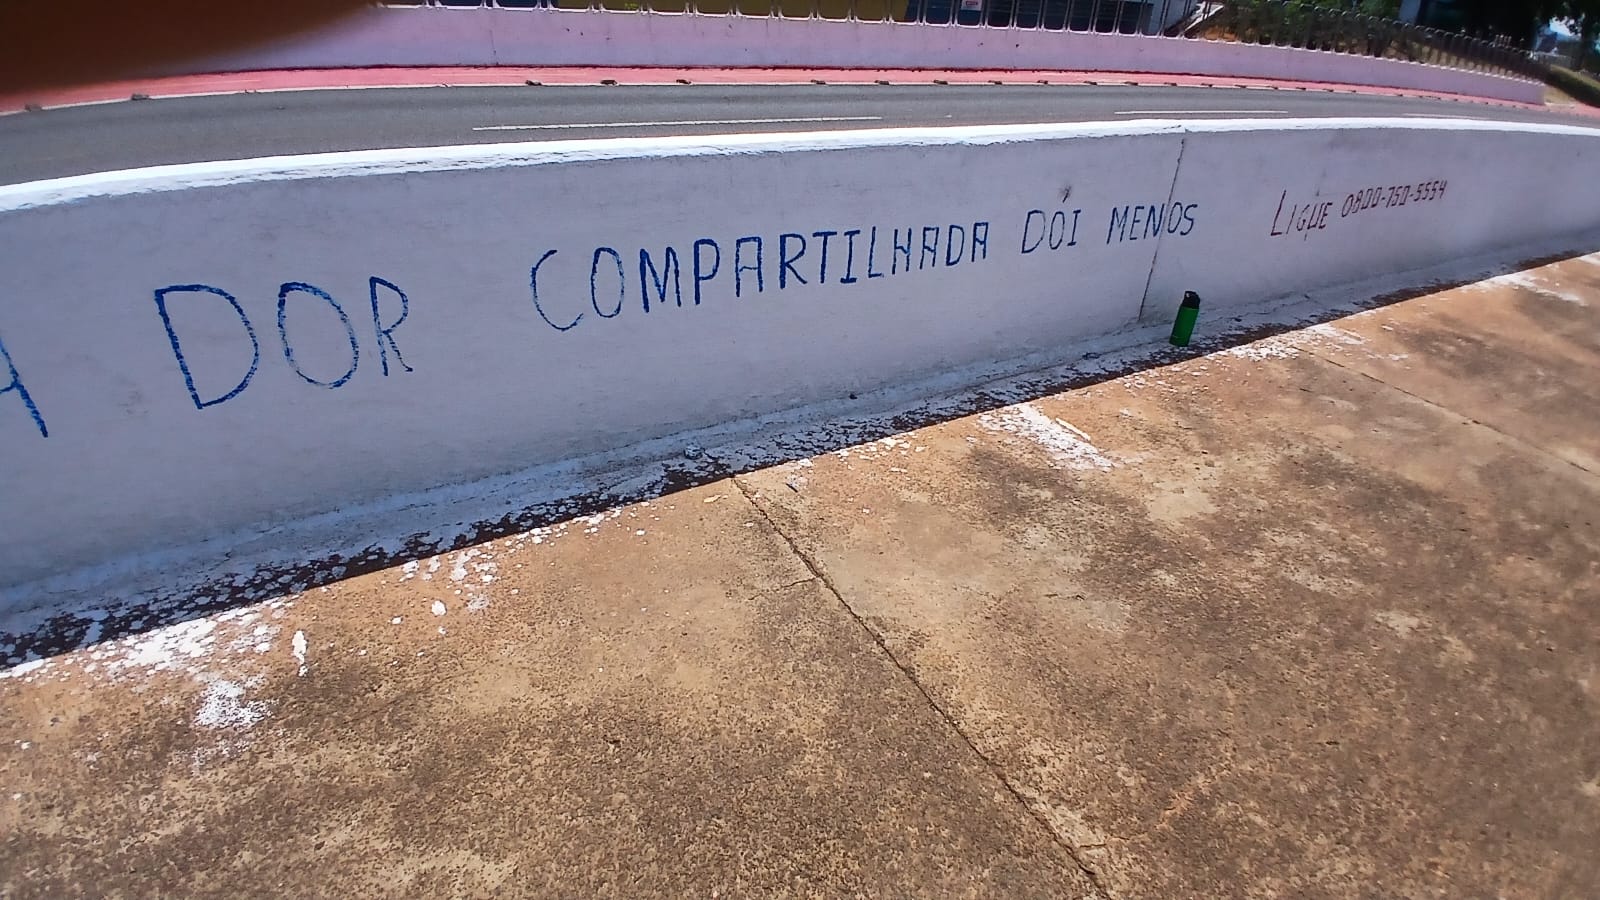 A DOR COMPARTILHADA DÓI MENOS LIGUE 0800-750-5554